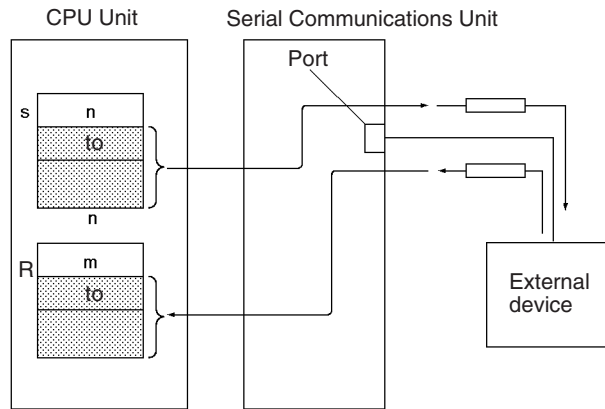 CPU Unit
Serial Communications Unit
Port
s
n
to
n
R
m
to
External
device